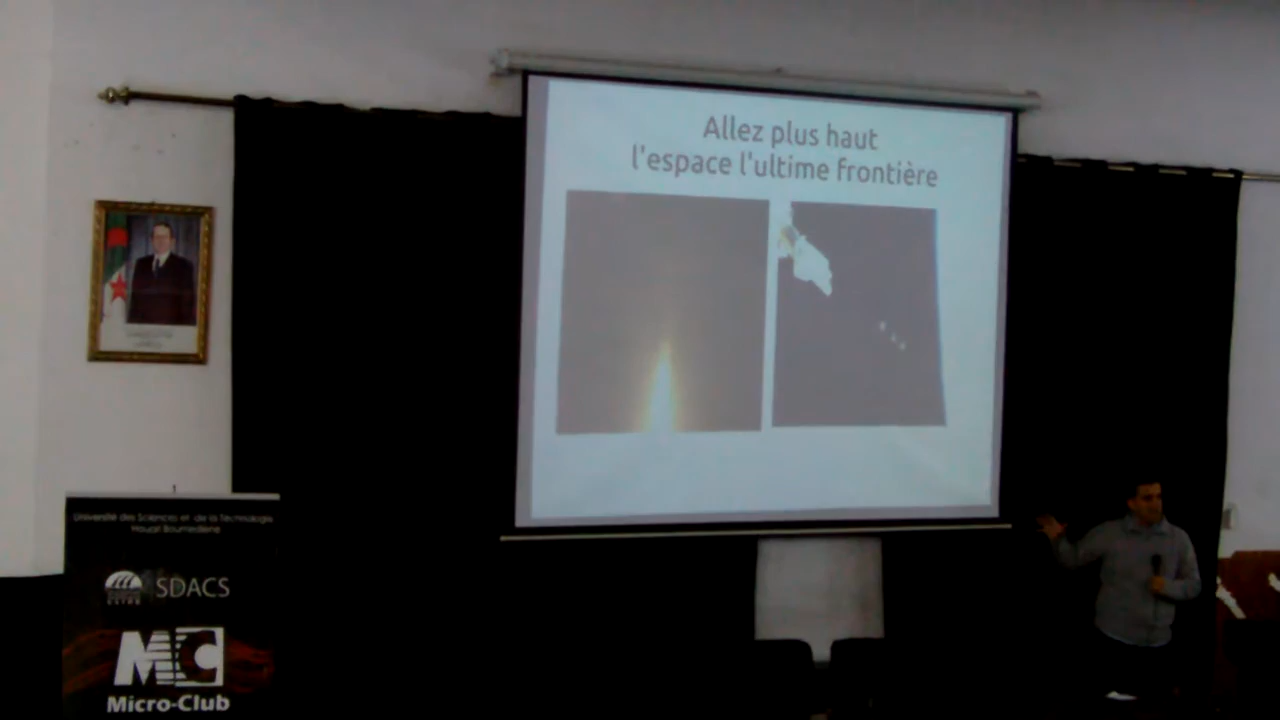 Allez plus haut
l'espace l'ultime frontière
Université des Sciences et de la Technologie
Houari Boumediene
SDACS
MC
Micro-Club